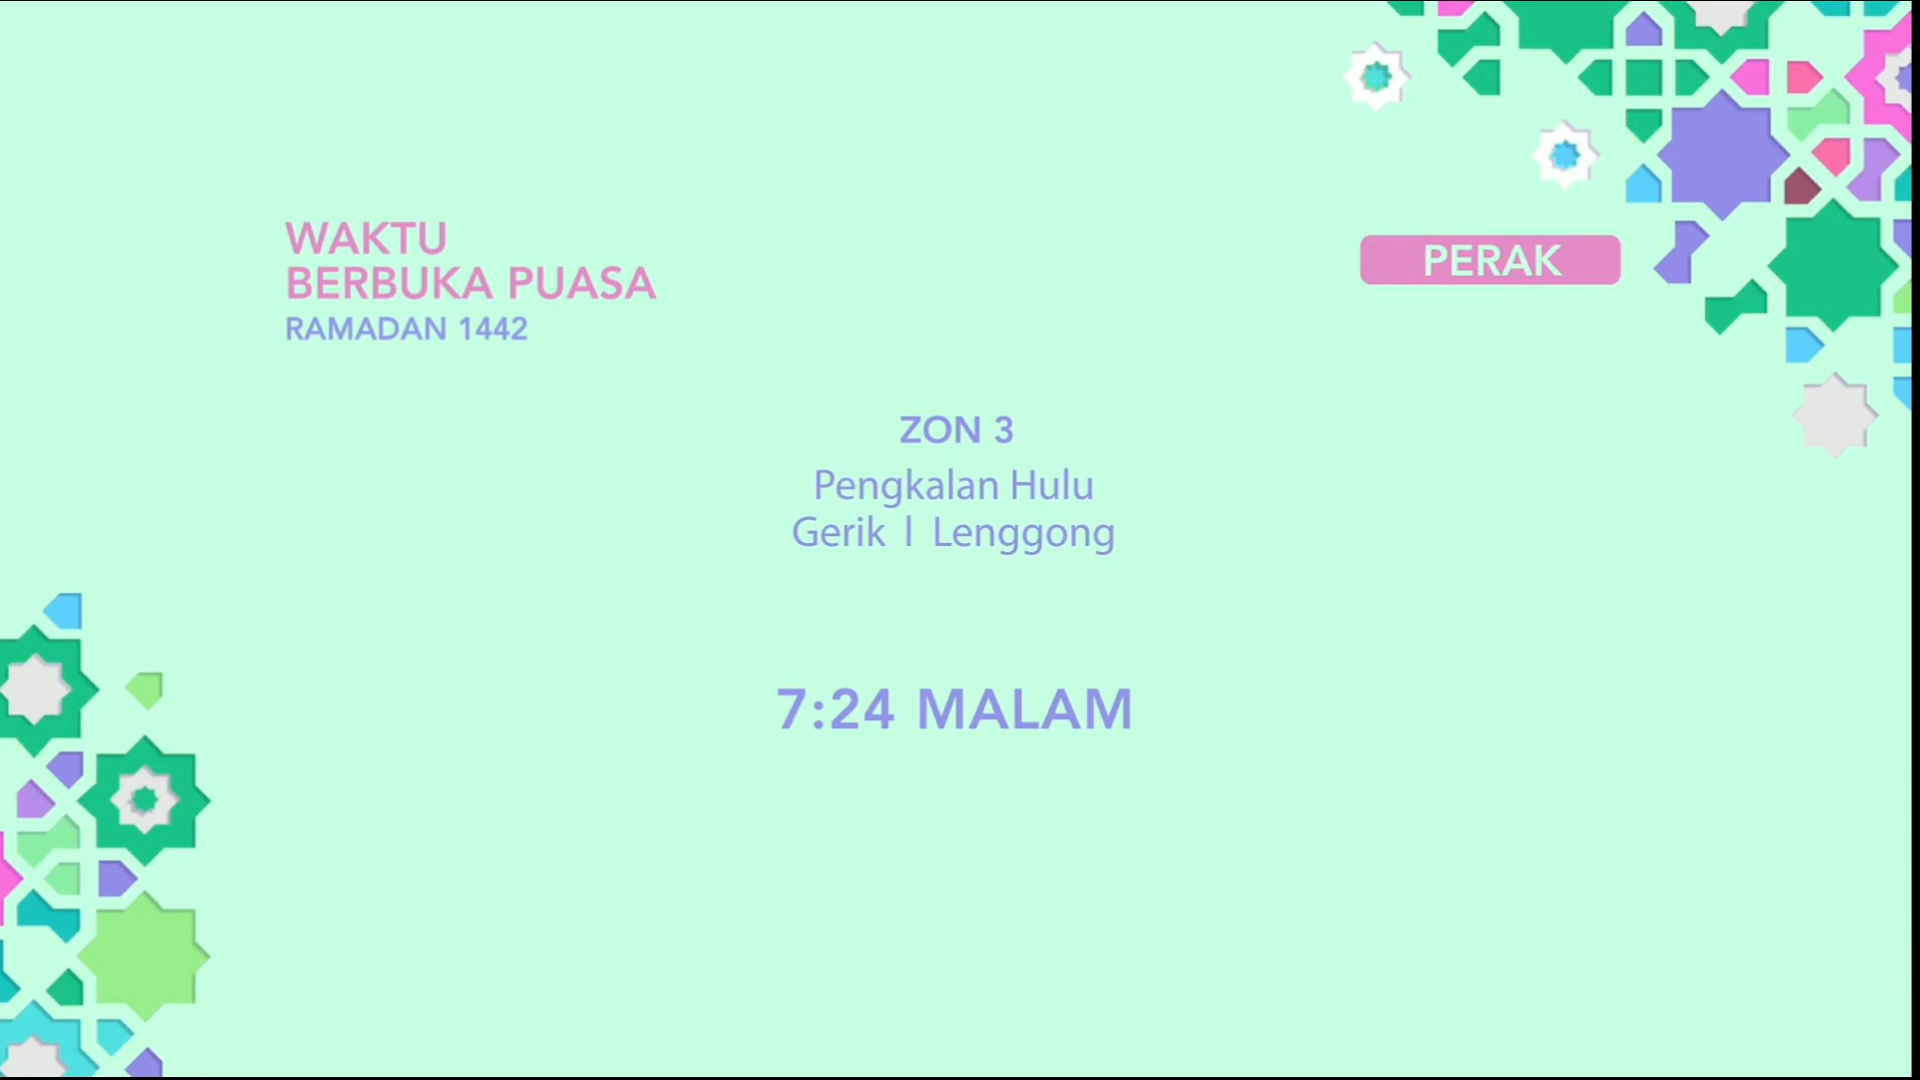 WAKTU
BERBUKA PUASA
RAMADAN 1442
PERAK
ZON 3
Pengkalan Hulu
Gerik | Lenggong
7:24 MALAM